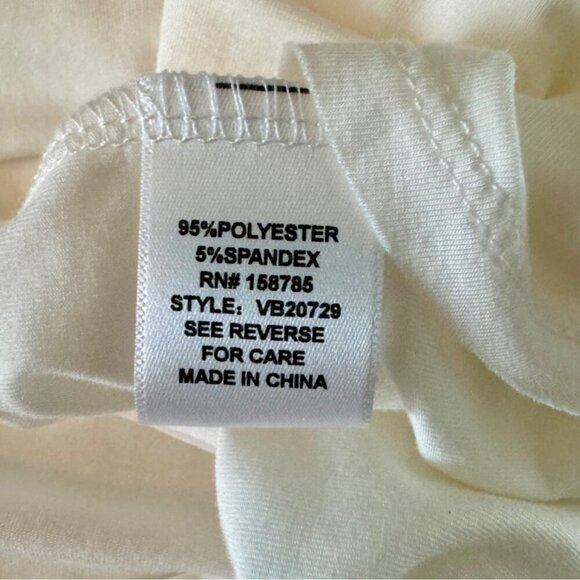 95%POLYESTER
5%SPANDEX
RN# 158785
STYLE：VB20729
SEE REVERSE
FOR CARE
MADE IN CHINA